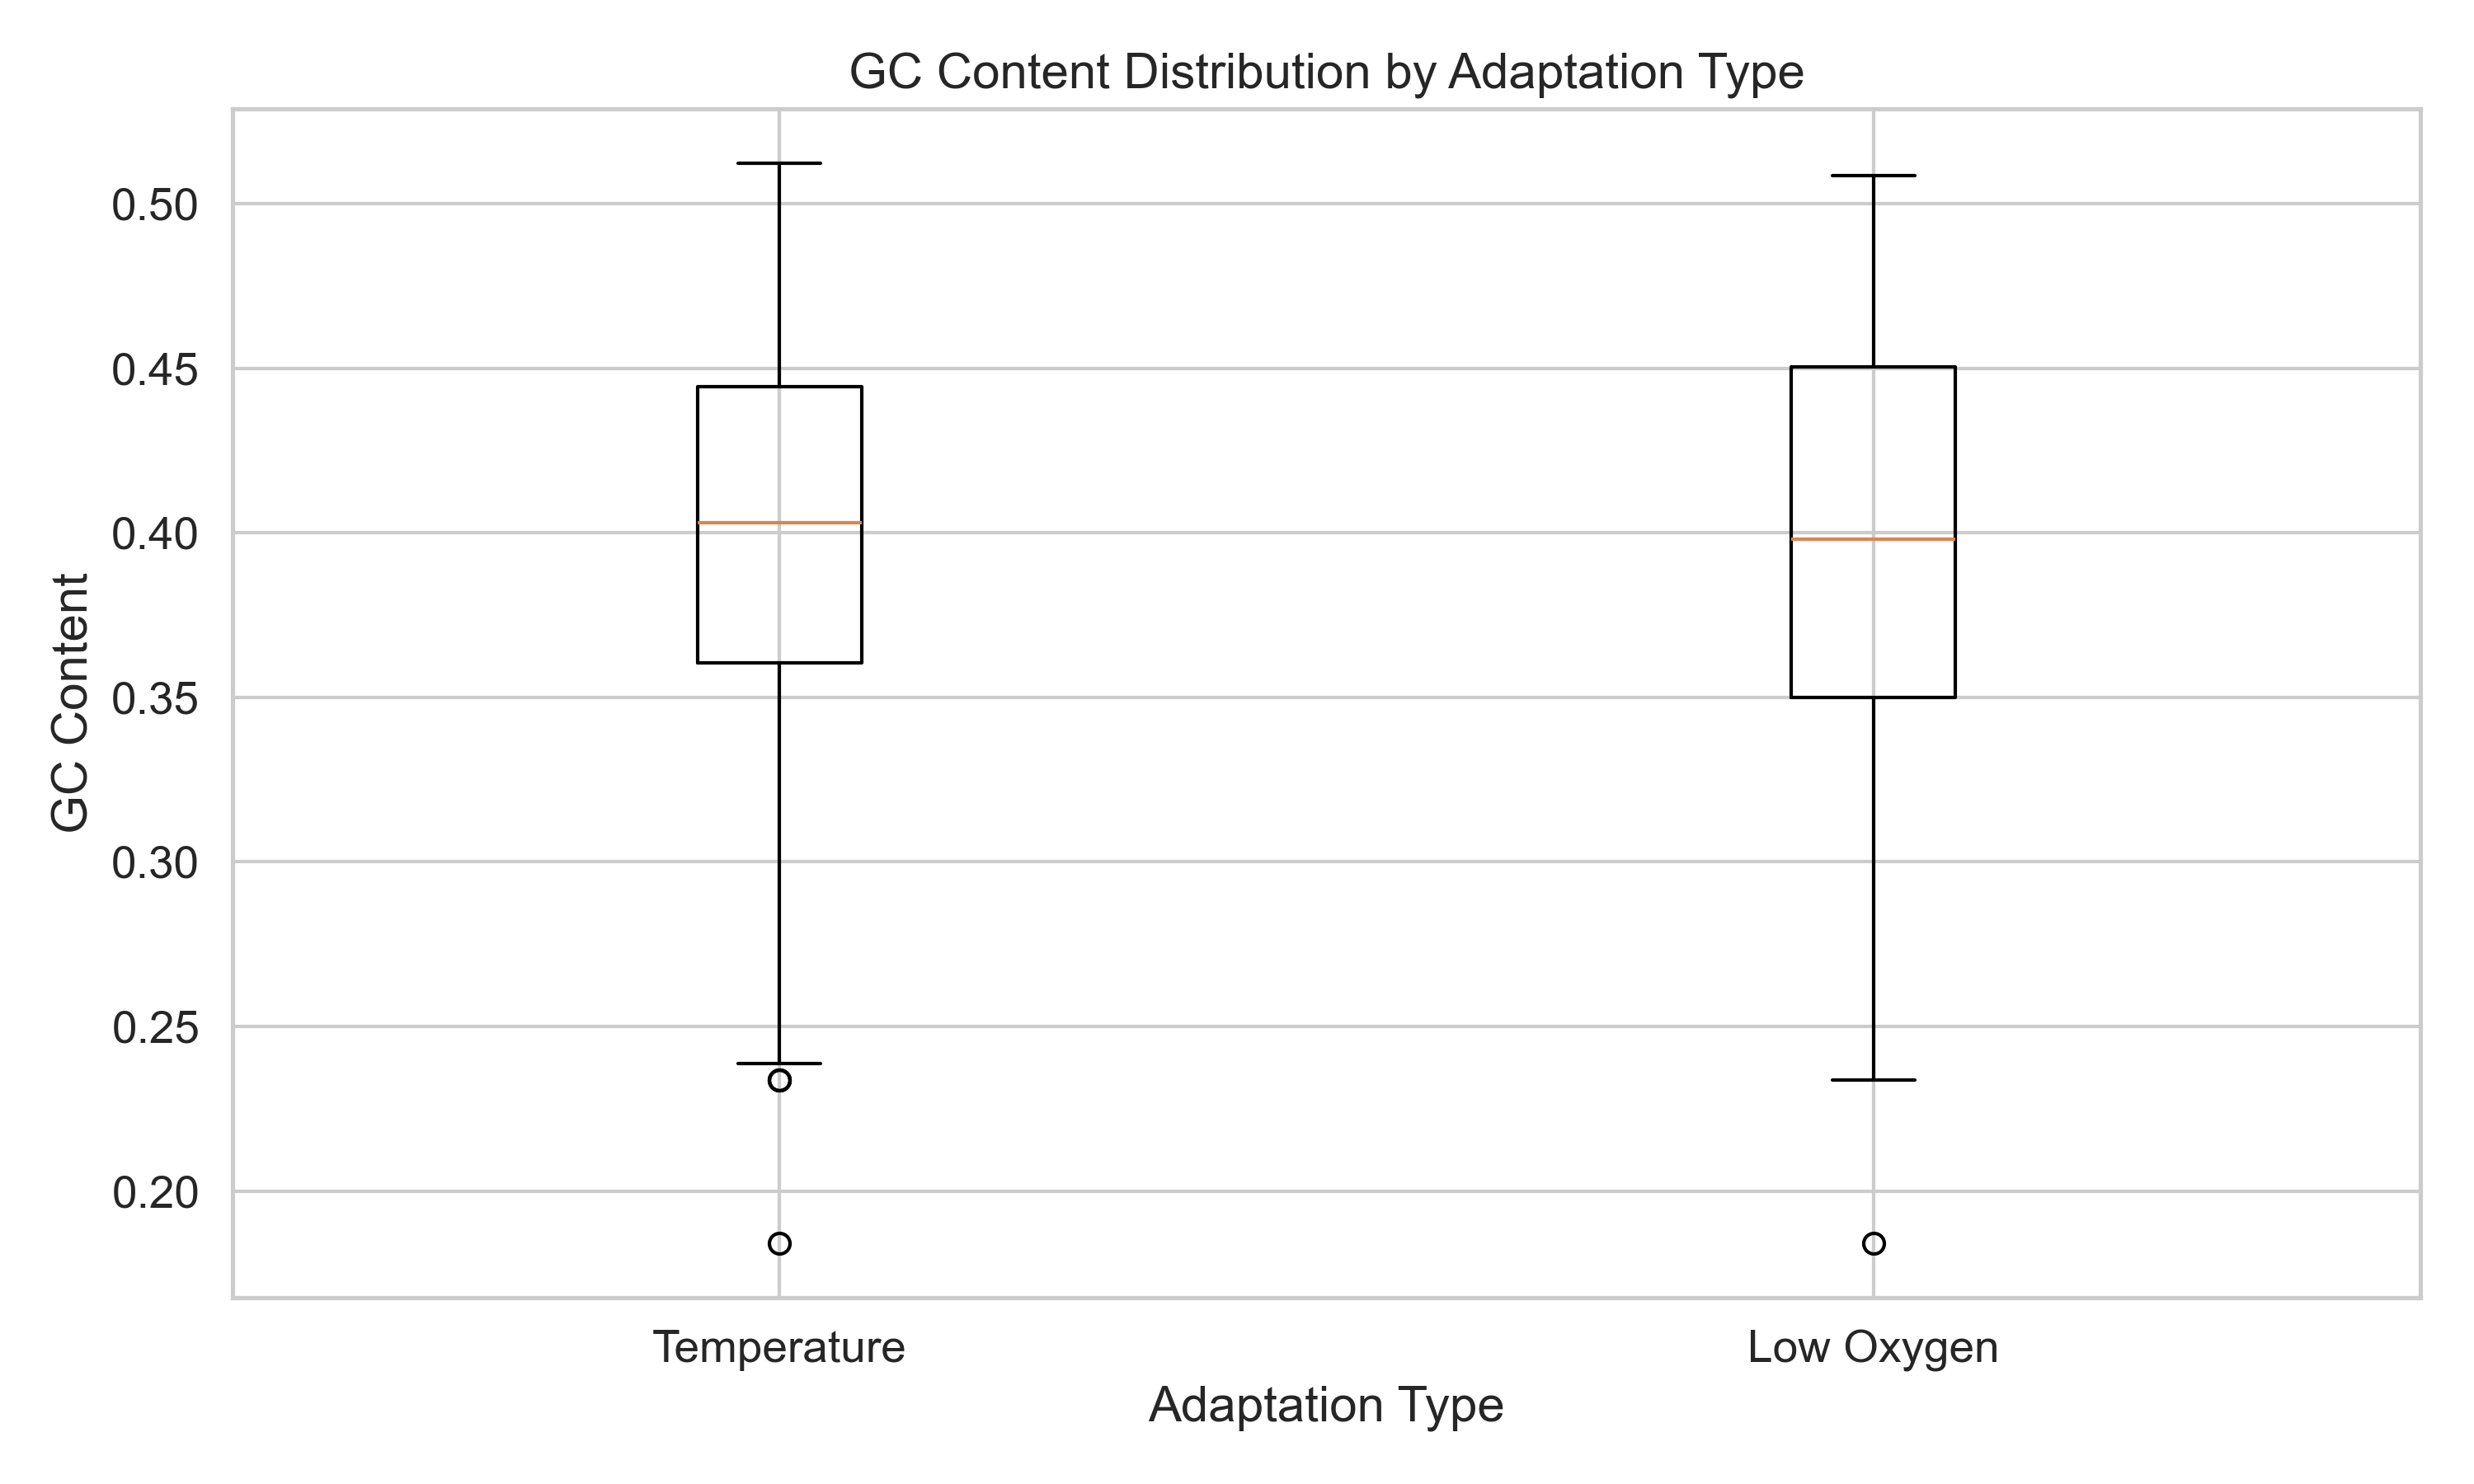 GC Content Distribution by Adaptation Type
GC Content
0.50
0.45
0.40
0.35
0.30
0.25
0.20
Temperature
Low Oxygen
Adaptation Type